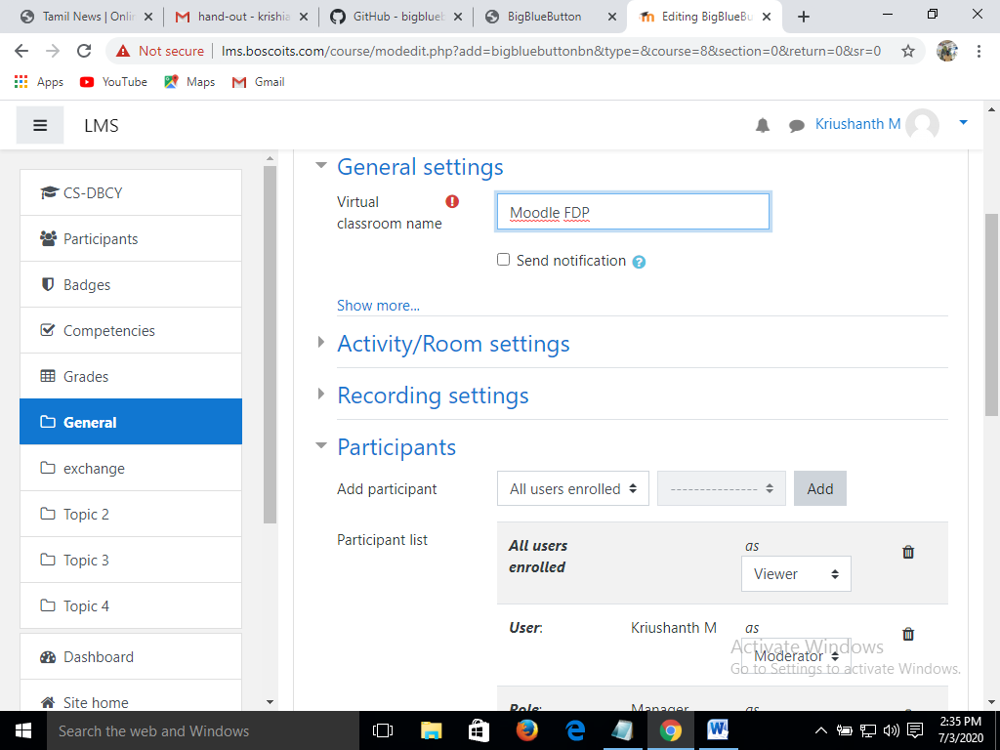 Tamil News | Onlin
hand-out - krishia
GitHub - bigblueb
BigBlueButton
Editing BigBlueBu
Not secure
lms.boscoits.com/course/modedit.php?add=bigbluebuttonbn&type=&course=8&section=0&return=0&sr=0
Apps
YouTube
Maps
Gmail
LMS
Kriushanth M
CS-DBCY
Participants
Badges
Competencies
Grades
General
exchange
Topic 2
Topic 3
Topic 4
Dashboard
Site home
General settings
Virtual
classroom name
Moodle FDP
Send notification
Show more...
Activity/Room settings
Recording settings
Participants
Add participant
All users enrolled
---------------
Add
Participant list
All users
enrolled
as
Viewer
User:
Kriushanth M
as
Moderator
Role:
Manager
as
Activate Windows
Go to Settings to activate Windows.
Search the web and Windows
2:35 PM
7/3/2020